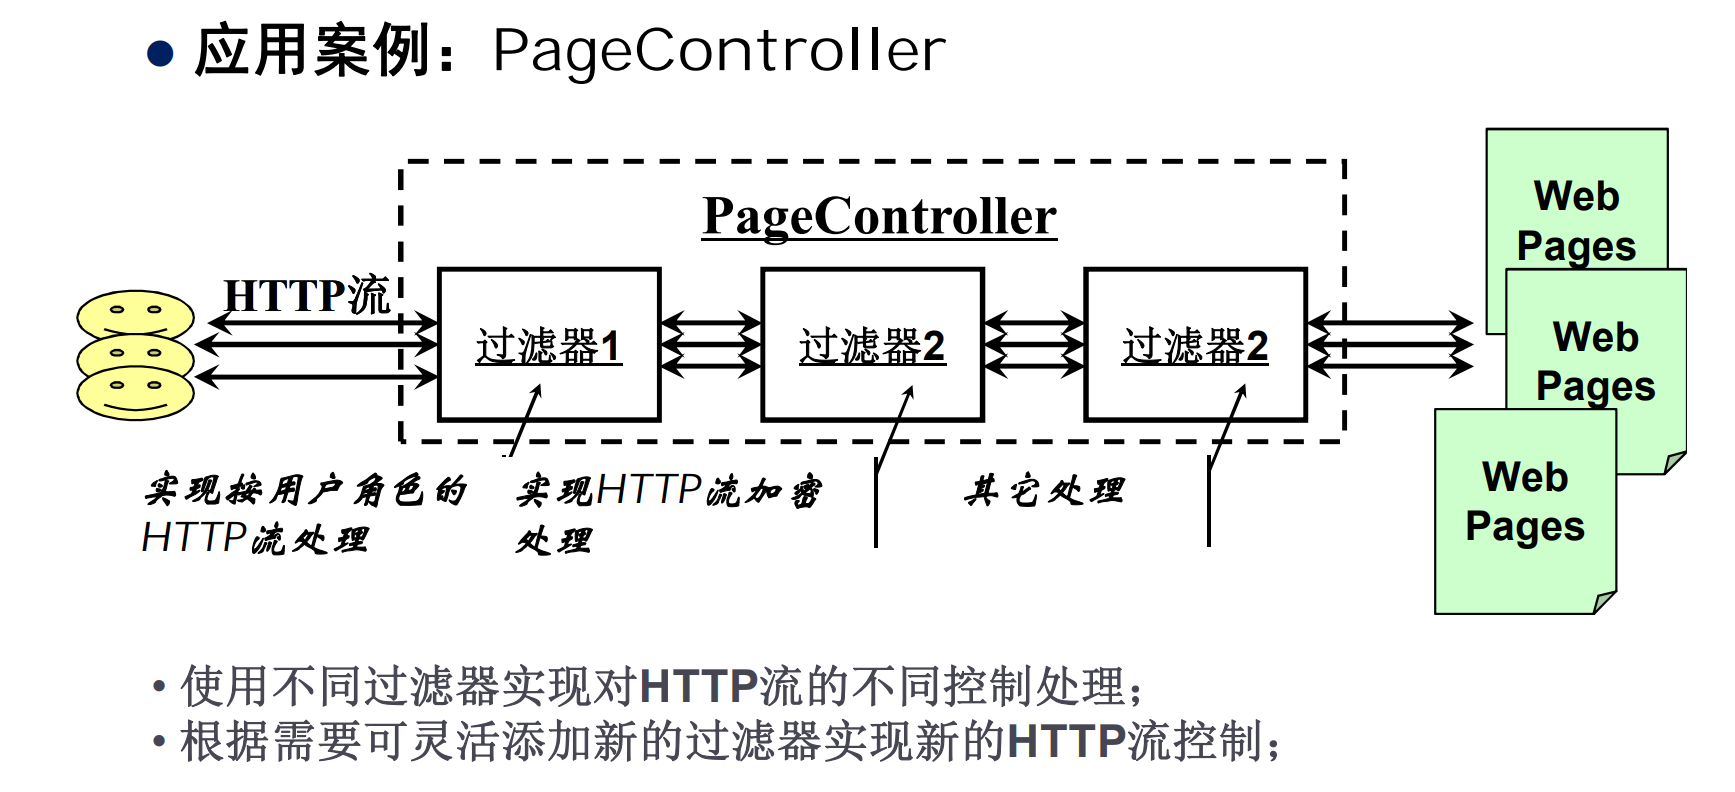 ● 应用案例：PageController
PageController
HTTP流
过滤器1
过滤器2
过滤器2
Web
Pages
Web
Pages
Web
Pages
实现按用户角色的
HTTP流处理
实现HTTP流加密
处理
其它处理
• 使用不同过滤器实现对HTTP流的不同控制处理；
• 根据需要可灵活添加新的过滤器实现新的HTTP流控制；